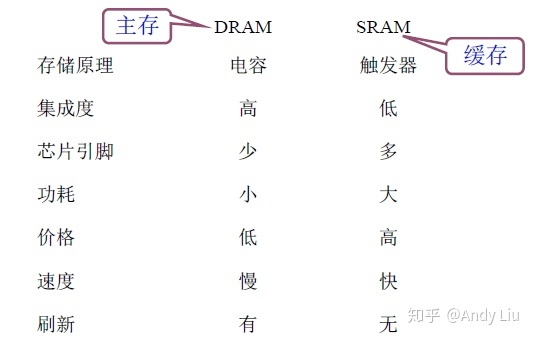 主存 DRAM SRAM
缓存
存储原理 电容 触发器
集成度 高 低
芯片引脚 少 多
功耗 小 大
价格 低 高
速度 慢 快
刷新 有 无
知乎 @Andy Liu